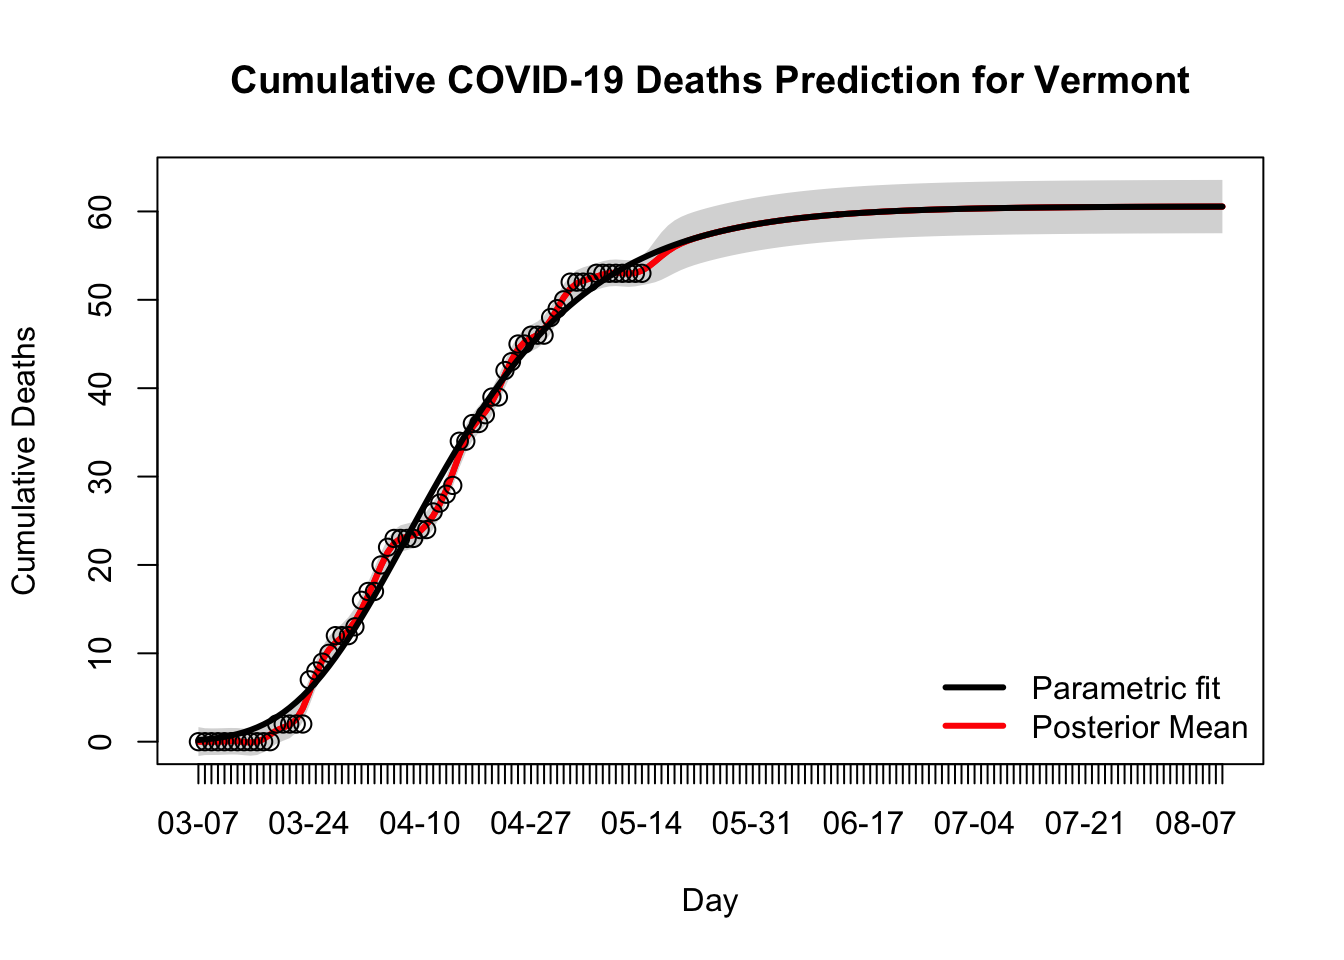 Cumulative COVID-19 Deaths Prediction for Vermont
Cumulative Deaths
60
50
40
30
20
10
0
Parametric fit
Posterior Mean
03-07 03-24 04-10 04-27 05-14 05-31 06-17 07-04 07-21 08-07
Day